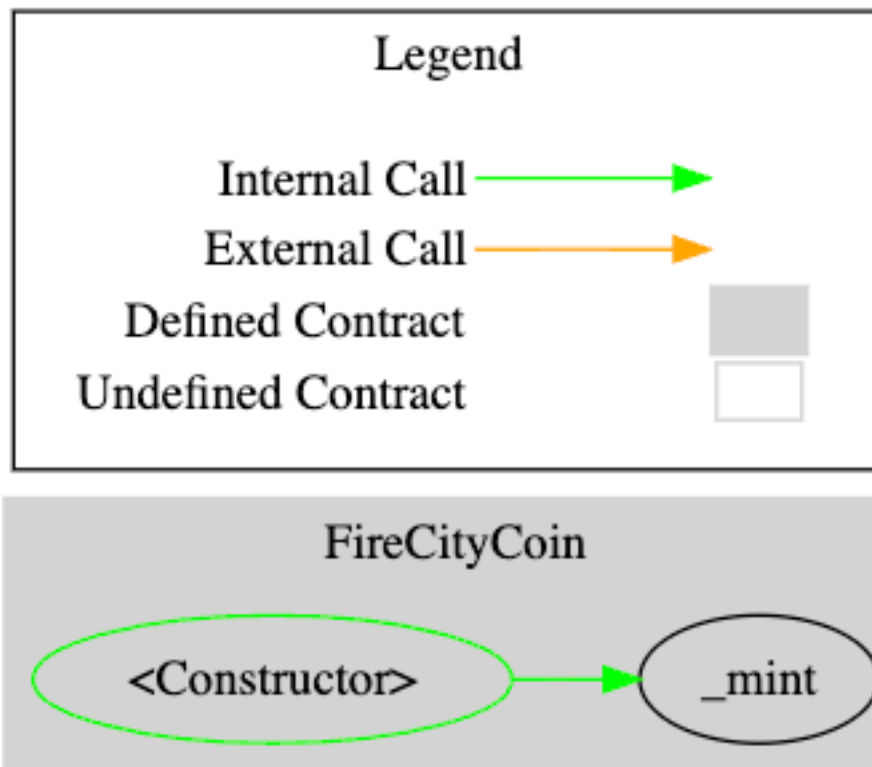 Legend
Internal Call
External Call
Defined Contract
Undefined Contract
FireCityCoin
<Constructor>
_mint